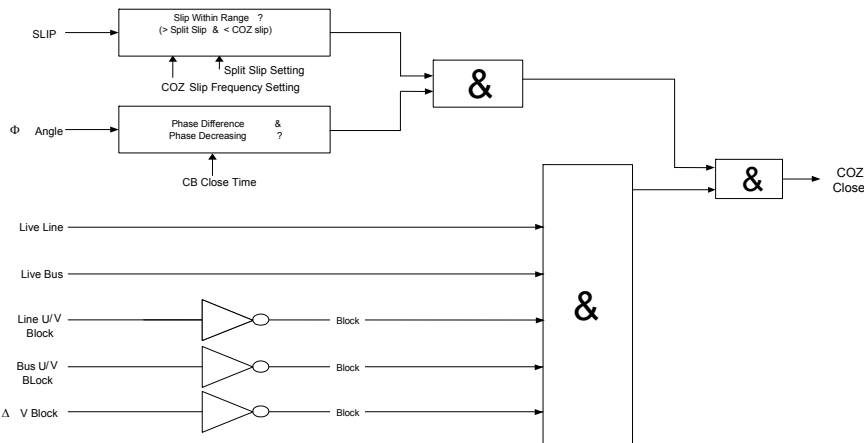 SLIP
Slip Within Range ?
(> Split Slip & < COZ slip)
Split Slip Setting
COZ Slip Frequency Setting
&
Φ Angle
Phase Difference &
Phase Decreasing ?
CB Close Time
&
COZ
Close
Live Line
Live Bus
&
Line U/V
Block
Block
Bus U/V
BLock
Block
Δ V Block
Block